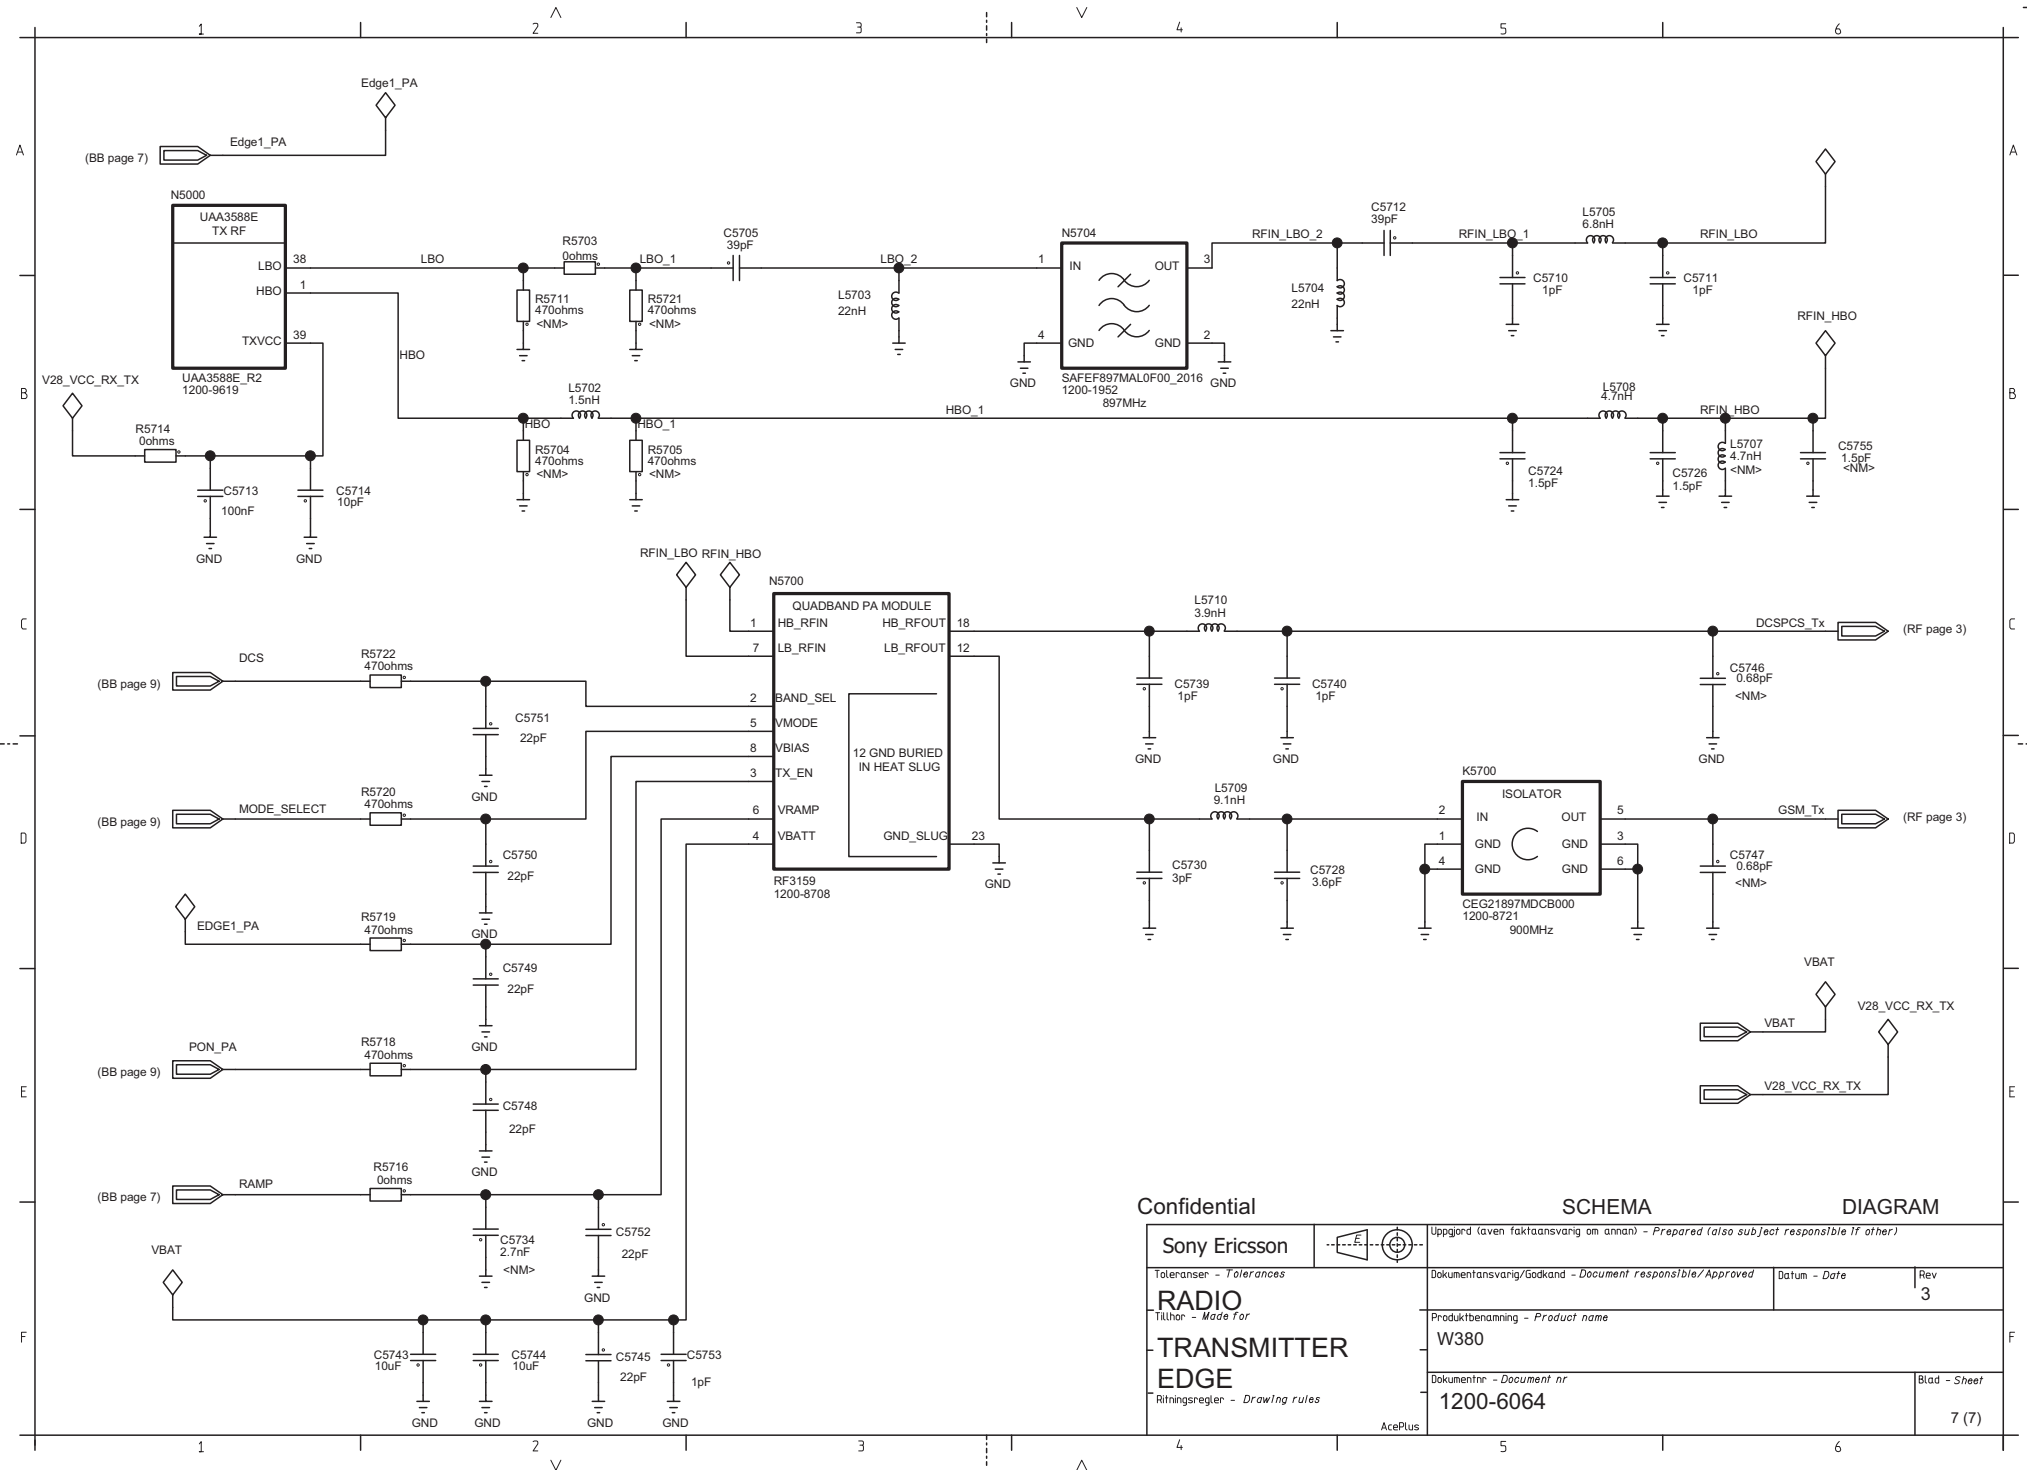 1 2 3 4 5 6
Edge1_PA
A
(BB page 7)
Edge1_PA
A
N5000
UAA3588E
TX RF
LBO 38
HBO 1
TXVCC 39
UAA3588E_R2
1200-9619
LBO
R5703
0ohms
LBO_1
C5705
39pF
LBO_2
R5711
470ohms
<NM>
R5721
470ohms
<NM>
L5703
22nH
N5704
1 IN OUT 3
4 GND GND 2
GND
GND
SAFEF897MAL0F00_2016
1200-1952
897MHz
RFIN_LBO_2
C5712
39pF
RFIN_LBO_1
L5705
6.8nH
RFIN_LBO
L5704
22nH
C5710
1pF
C5711
1pF
RFIN_HBO
B
V28_VCC_RX_TX
HBO
L5702
1.5nH
HBO
HBO_1
HBO_1
L5708
4.7nH
RFIN_HBO
B
R5714
0ohms
C5713
100nF
C5714
10pF
GND
GND
R5704
470ohms
<NM>
R5705
470ohms
<NM>
C5724
1.5pF
C5726
1.5pF
L5707
4.7nH
<NM>
C5755
1.5pF
<NM>
RFIN_LBO RFIN_HBO
N5700
QUADBAND PA MODULE
1 HB_RFIN HB_RFOUT 18
7 LB_RFIN LB_RFOUT 12
2 BAND_SEL
5 VMODE
8 VBIAS
3 TX_EN
6 VRAMP
4 VBATT GND_SLUG 23
12 GND BURIED
IN HEAT SLUG
GND
RF3159
1200-8708
C
DCS
(BB page 9)
R5722
470ohms
C5751
22pF
GND
L5710
3.9nH
DCSPCS_Tx
(RF page 3)
C
C5739
1pF
GND
C5740
1pF
GND
C5746
0.68pF
<NM>
GND
D
MODE_SELECT
(BB page 9)
R5720
470ohms
C5750
22pF
GND
L5709
9.1nH
C5730
3pF
C5728
3.6pF
K5700
ISOLATOR
2 IN OUT 5
1 GND GND 3
4 GND GND 6
CEG21897MDCB000
1200-8721
900MHz
GSM_Tx
(RF page 3)
D
C5747
0.68pF
<NM>
EDGE1_PA
R5719
470ohms
C5749
22pF
GND
VBAT
VBAT
V28_VCC_RX_TX
V28_VCC_RX_TX
E
PON_PA
(BB page 9)
R5718
470ohms
C5748
22pF
GND
E
RAMP
(BB page 7)
R5716
0ohms
C5734
2.7nF
<NM>
C5752
22pF
GND
VBAT
F
C5743
10uF
C5744
10uF
C5745
22pF
C5753
1pF
GND
GND
GND
GND
Confidential SCHEMA DIAGRAM
Sony Ericsson
E
Uppgjord (aven faktaansvarig om annan) - Prepared (also subject responsible if other)
Toleranser - Tolerances
RADIO
Dokumentansvarig/Godkand - Document responsible/Approved
Datum - Date
Rev
3
Tillhor - Made for
TRANSMITTER
EDGE
Produktbenamning - Product name
W380
F
Ritningsregler - Drawing rules
AcePlus
Dokumentnr - Document nr
1200-6064
Blad - Sheet
7 (7)
1 2 3 4 5 6